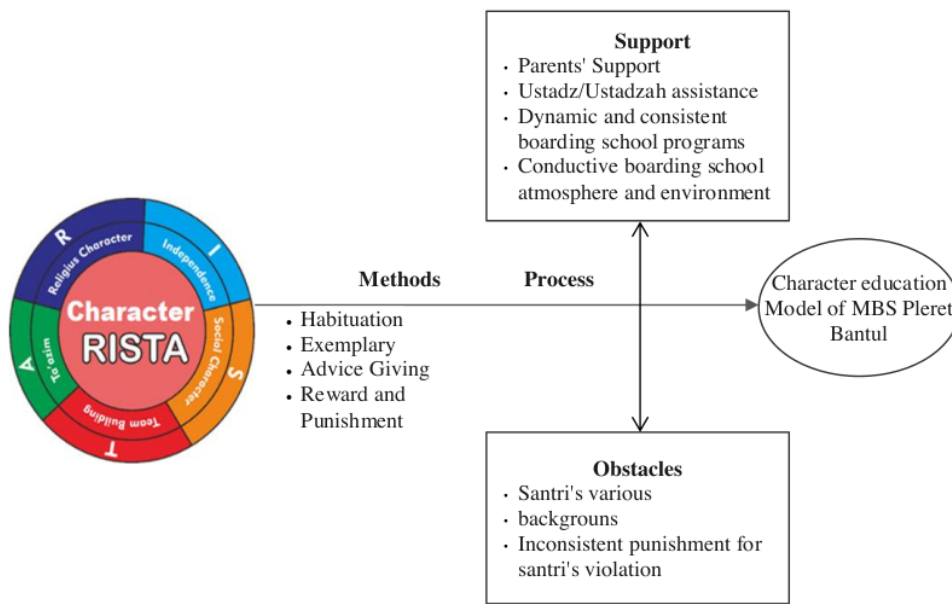 R
Religius Character
I
Independence
S
Social Character
T
Team Building
A
Ta'azim
Character
RISTA
Methods
• Habituation
• Exemplary
• Advice Giving
• Reward and
Punishment
Process
Support
• Parents' Support
• Ustadz/Ustadzah assistance
• Dynamic and consistent
boarding school programs
• Conductive boarding school
atmosphere and environment
Obstacles
• Santri's various
• backgrouns
• Inconsistent punishment for
santri's violation
Character education
Model of MBS Pleret
Bantul